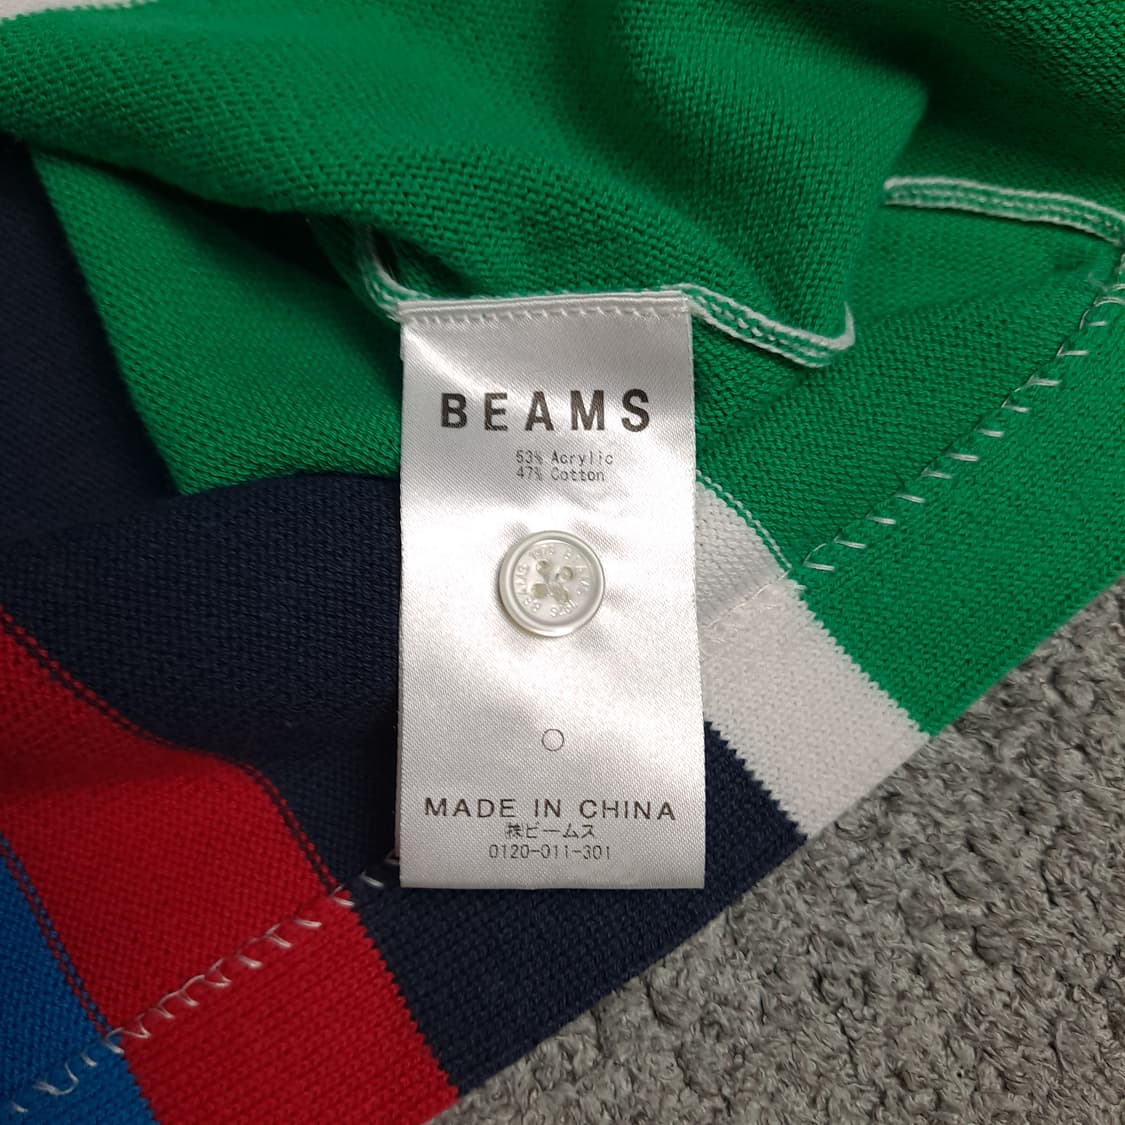 BEAMS
53% Acrylic
47% Cotton
MADE IN CHINA
㈱ビームス
0120-011-301